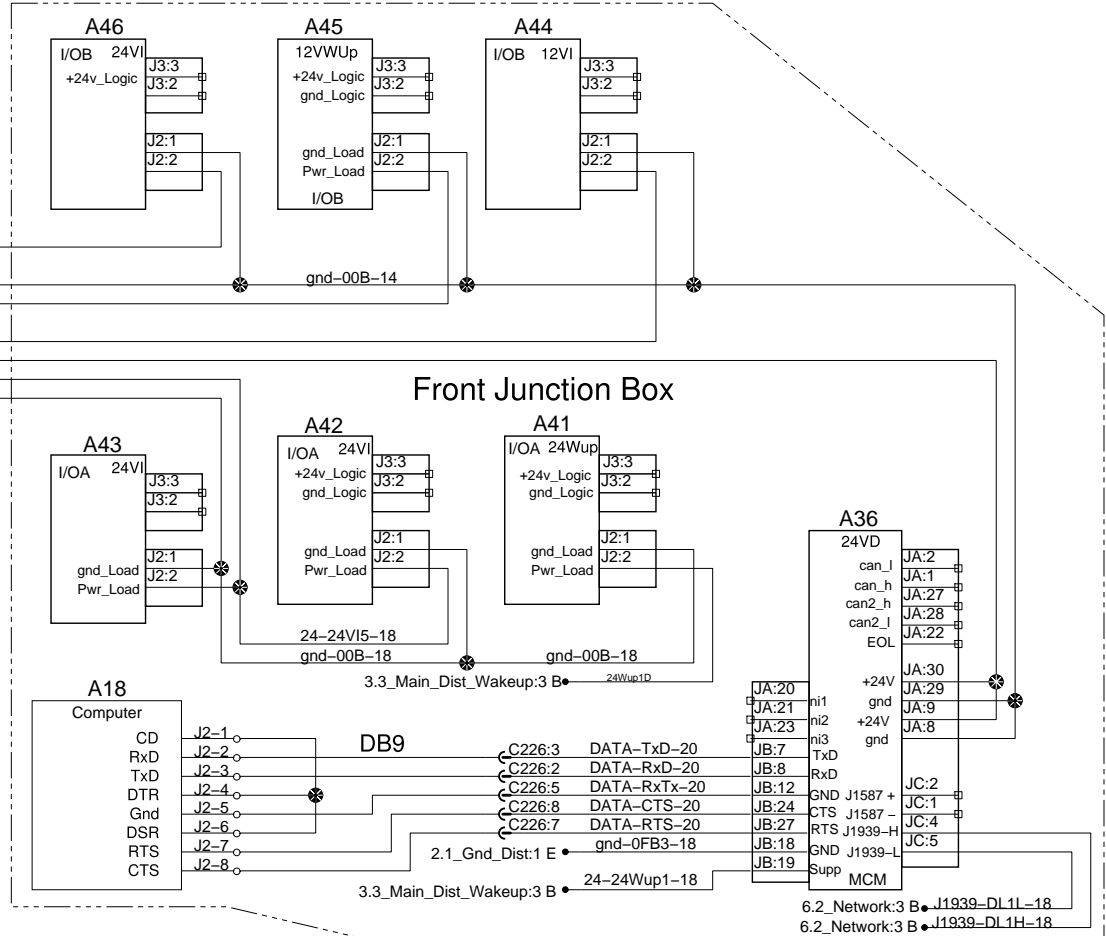 A46
I/OB 24VI
+24v_Logic
J3:3
J3:2
J2:1
J2:2
A45
12VWUp
+24v_Logic
gnd_Logic
gnd_Load
Pwr_Load
I/OB
J3:3
J3:2
J2:1
J2:2
A44
I/OB 12VI
J3:3
J3:2
J2:1
J2:2
gnd-00B-14
Front Junction Box
A43
I/OA 24VI
gnd_Load
Pwr_Load
J3:3
J3:2
J2:1
J2:2
A42
I/OA 24VI
+24v_Logic
gnd_Logic
gnd_Load
Pwr_Load
J3:3
J3:2
J2:1
J2:2
A41
I/OA 24Wup
+24v_Logic
gnd_Logic
gnd_Load
Pwr_Load
J3:3
J3:2
J2:1
J2:2
24-24VI5-18
gnd-00B-18
gnd-00B-18
3.3_Main_Dist_Wakeup:3 B
24Wup1D
A18
Computer
CD J2-1
RxD J2-2
TxD J2-3
DTR J2-4
Gnd J2-5
DSR J2-6
RTS J2-7
CTS J2-8
DB9
C226:3 DATA-TxD-20 JB:7 TxD
C226:2 DATA-RxD-20 JB:8 RxD
C226:5 DATA-RxTx-20 JB:12 GND
C226:8 DATA-CTS-20 JB:24 CTS
C226:7 DATA-RTS-20 JB:27 RTS
2.1_Gnd_Dist:1 E gnd-0FB3-18 JB:18 GND
3.3_Main_Dist_Wakeup:3 B 24-24Wup1-18 JB:19 Supp
A36
24VD
can_l JA:2
can_h JA:1
can2_h JA:27
can2_l JA:28
EOL JA:22
+24V JA:30
gnd JA:29
+24V JA:9
gnd JA:8
JA:20 ni1
JA:21 ni2
JA:23 ni3
J1587 + JC:2
J1587 - JC:1
J1939-H JC:4
J1939-L JC:5
MCM
6.2_Network:3 B J1939-DL1L-18
6.2_Network:3 B J1939-DL1H-18